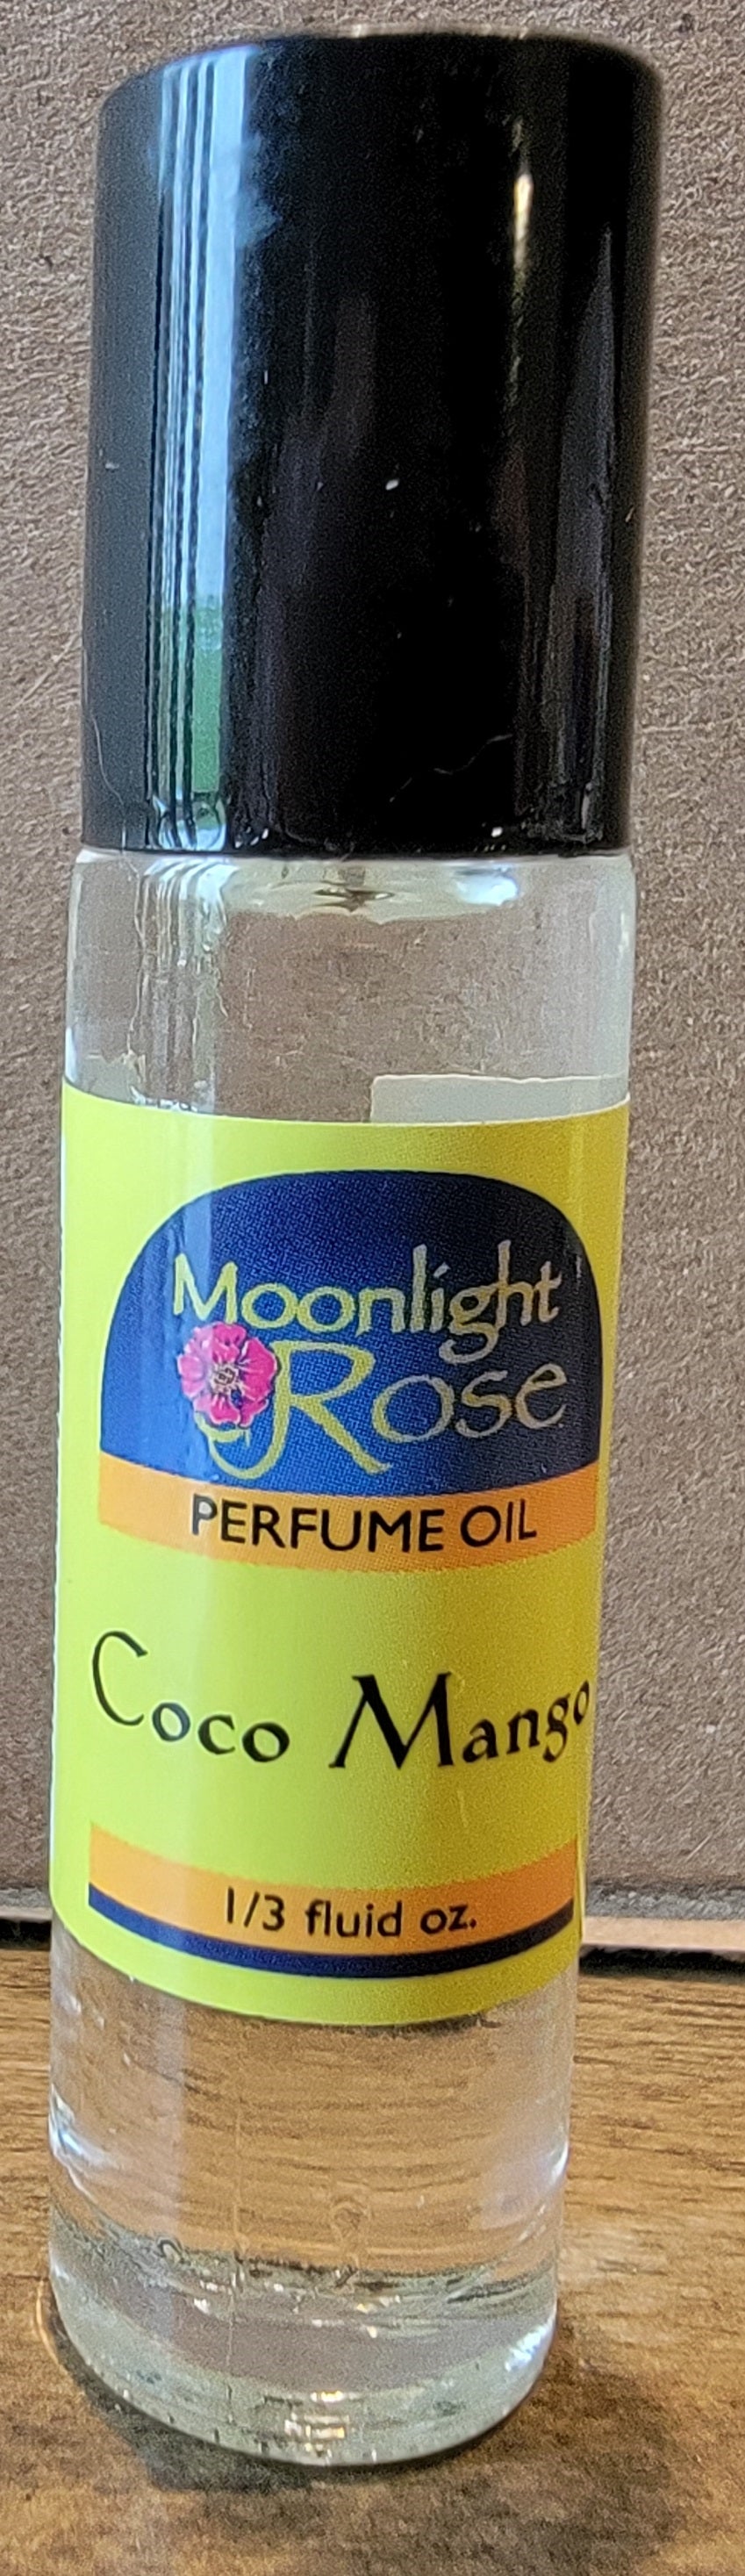 Moonlight
Rose
PERFUME OIL
Coco Mango
1/3 fluid oz.